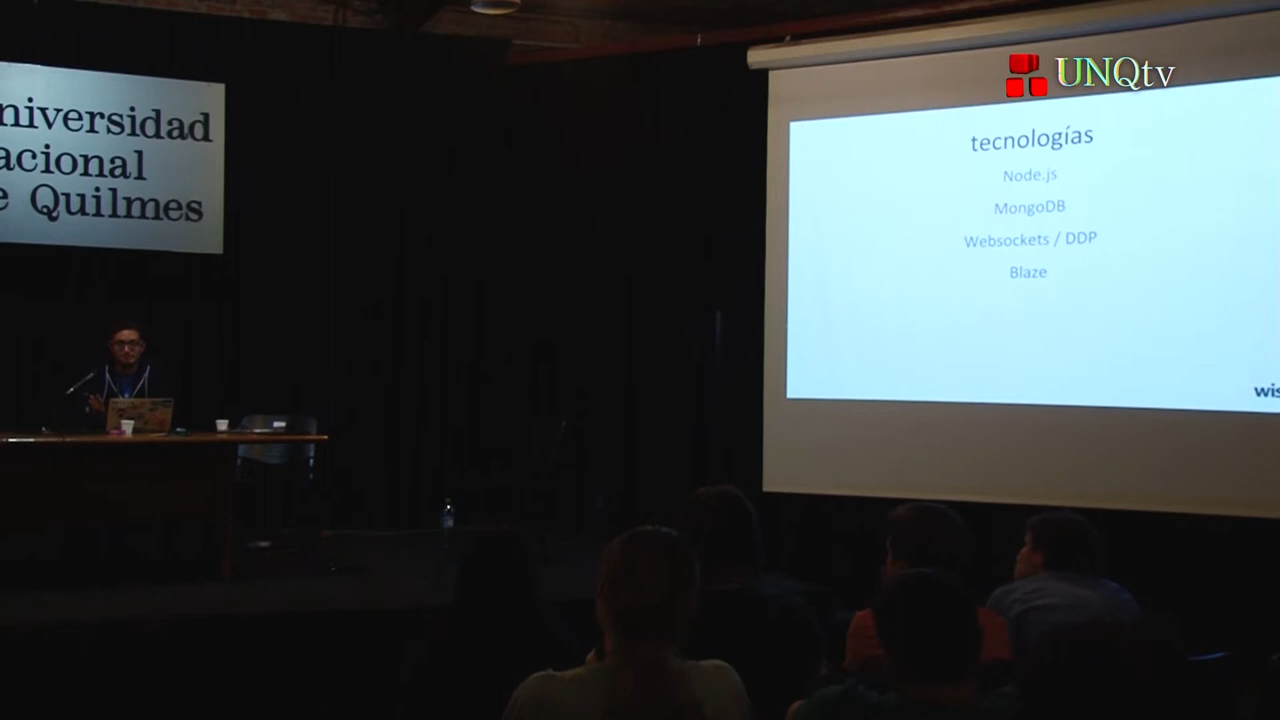 niversidad
acional
e Quilmes
UNQtv
tecnologías
Node.js
MongoDB
Websockets / DDP
Blaze
wis